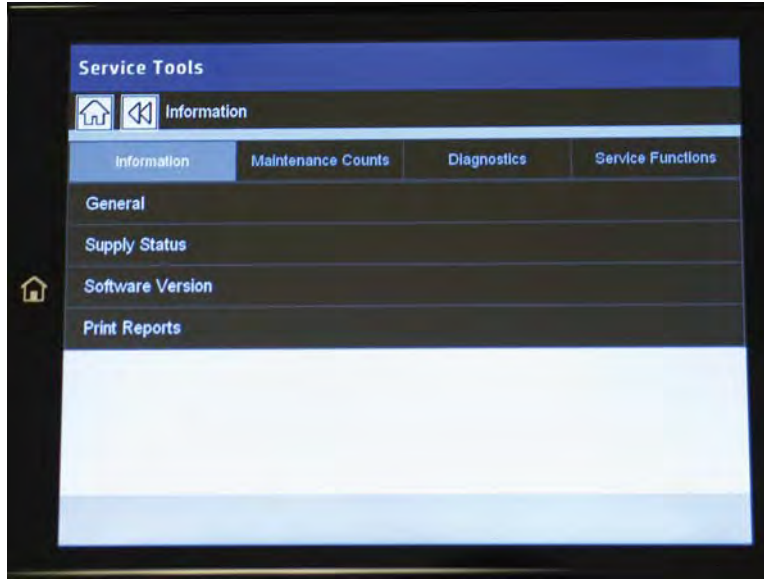 Service Tools
Information
Information Maintenance Counts Diagnostics Service Functions
General
Supply Status
Software Version
Print Reports